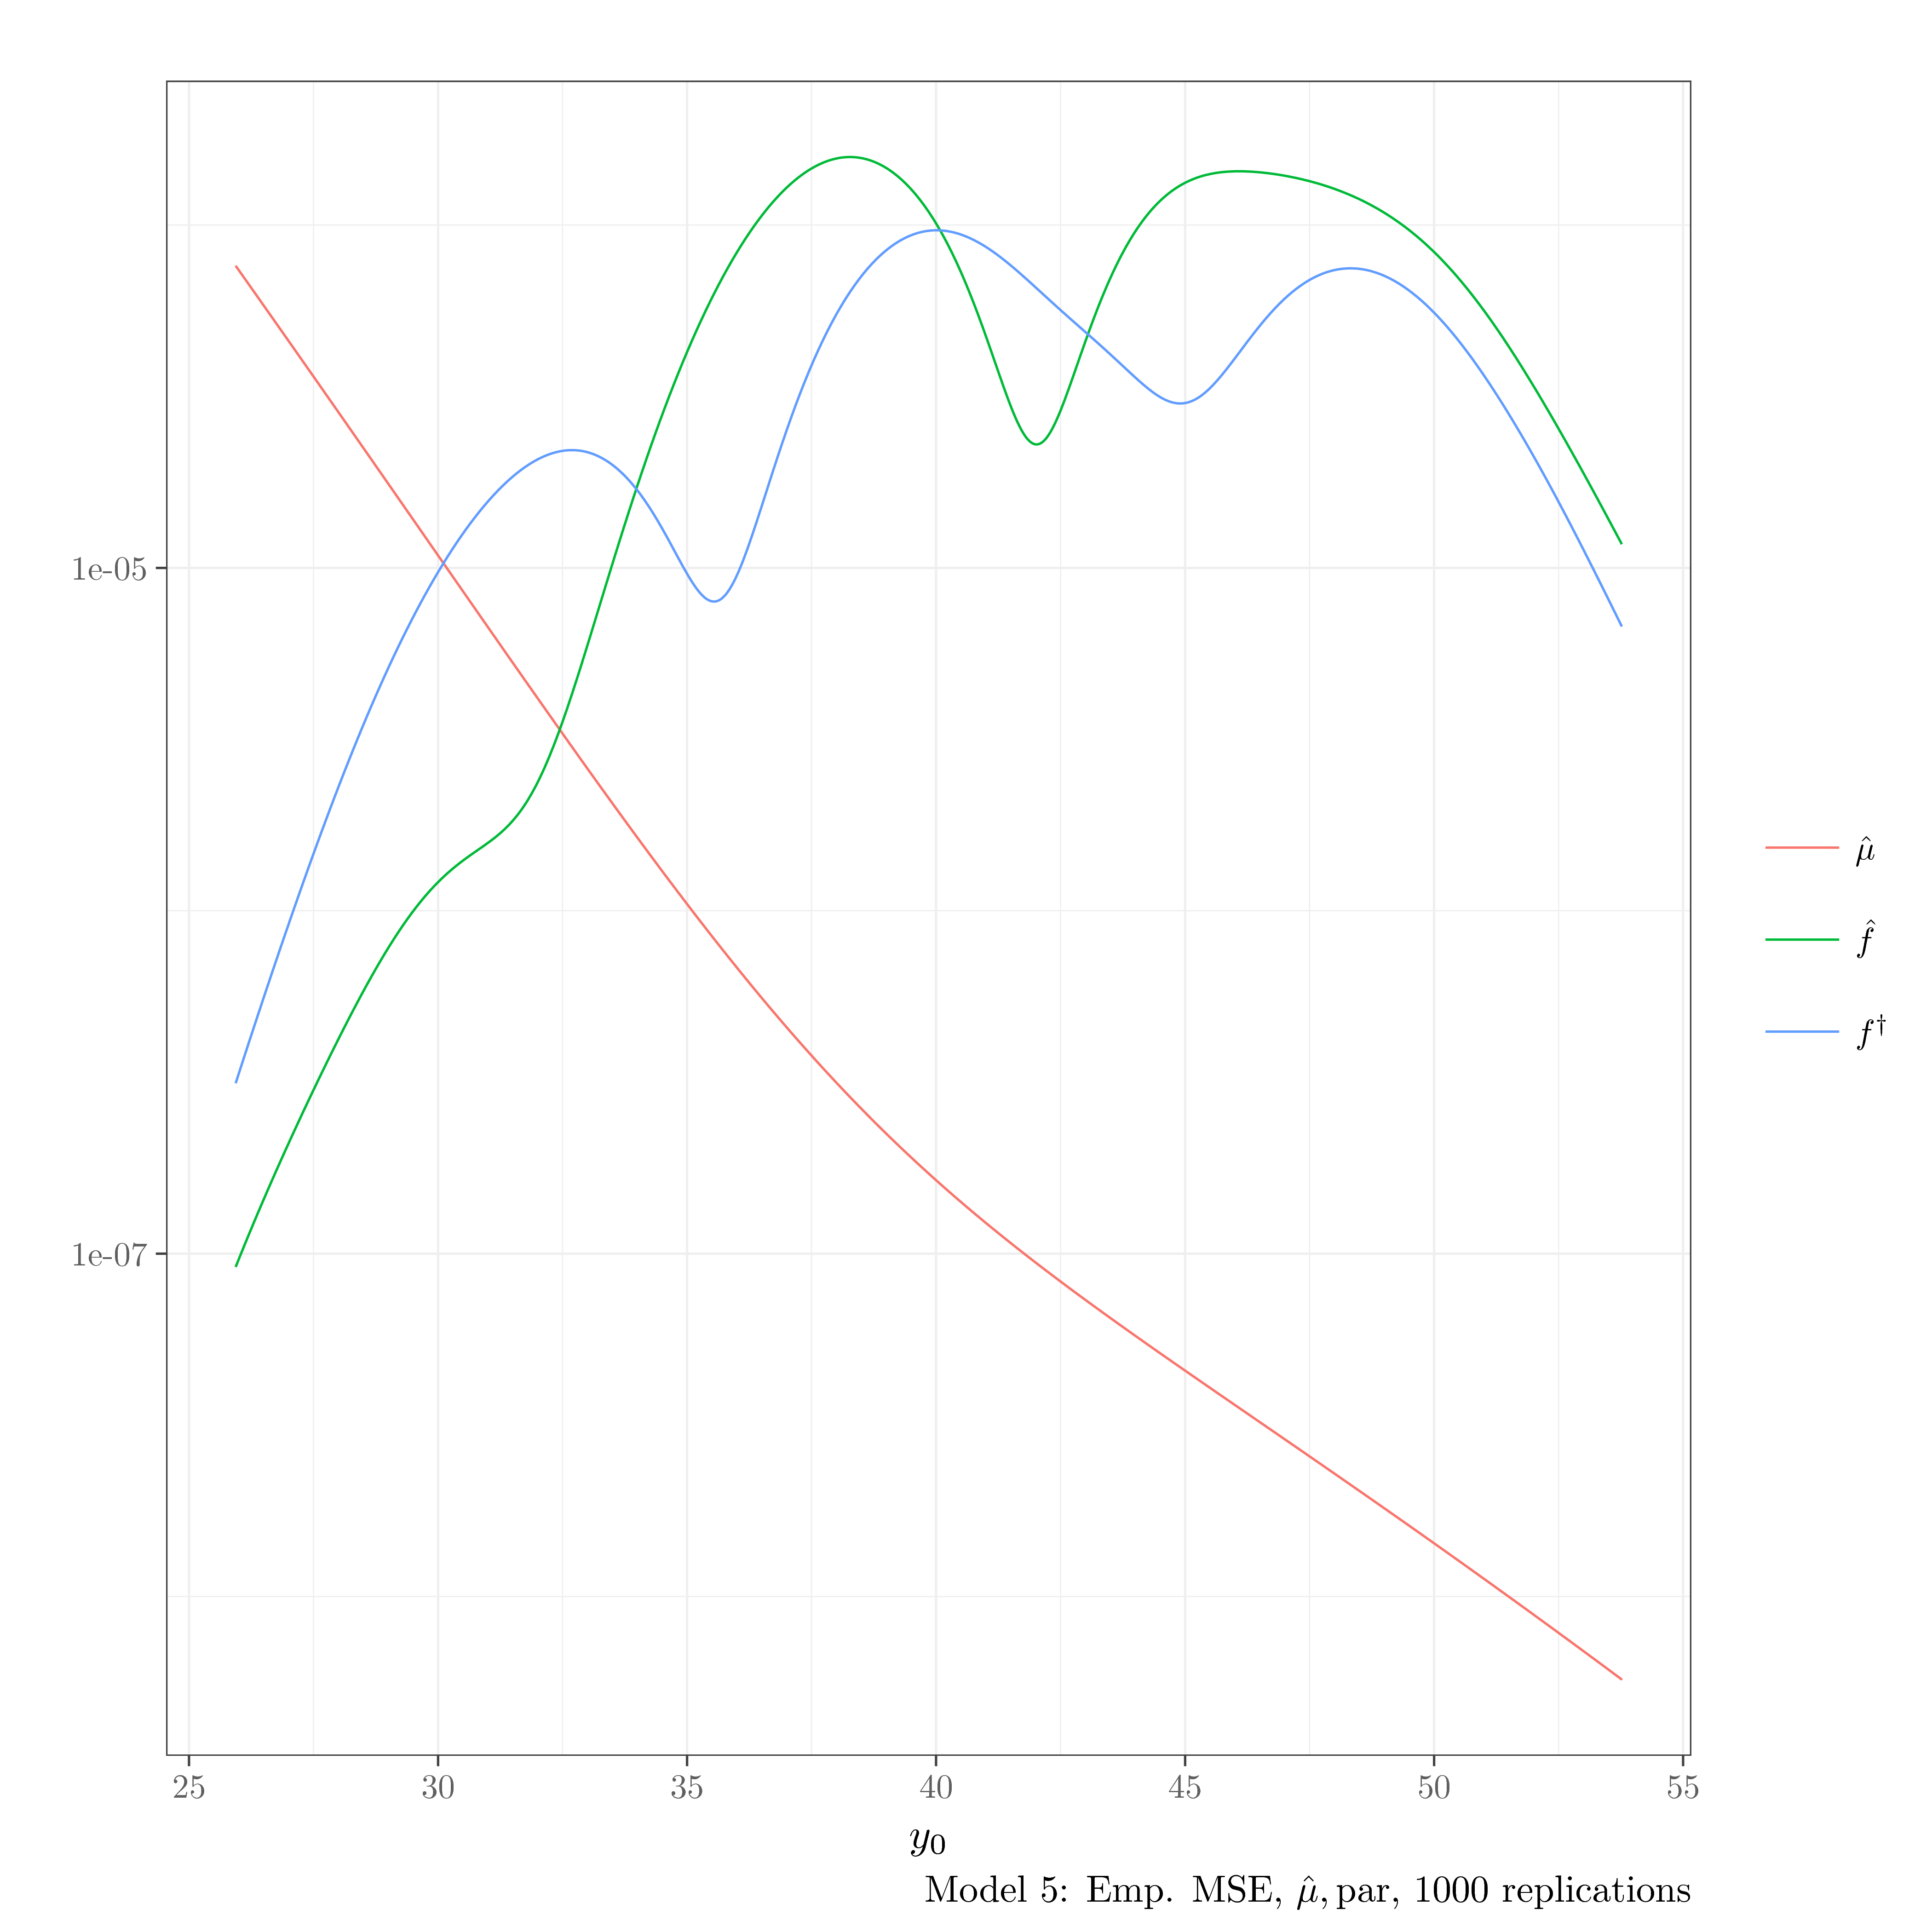 1e-05
1e-07
25 30 35 40 45 50 55
y₀
μ̂
f̂
f†
Model 5: Emp. MSE, μ̂, par, 1000 replications